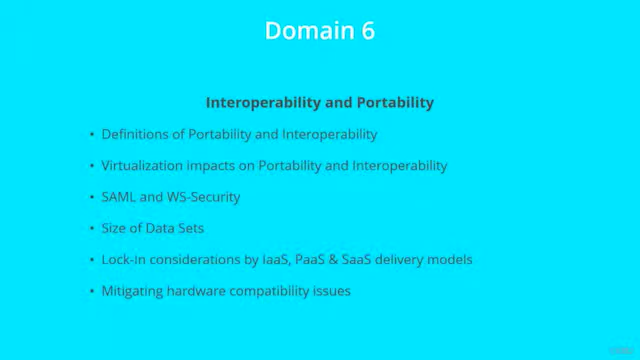 Domain 6
Interoperability and Portability
• Definitions of Portability and Interoperability
• Virtualization impacts on Portability and Interoperability
• SAML and WS-Security
• Size of Data Sets
• Lock-In considerations by IaaS, PaaS & SaaS delivery models
• Mitigating hardware compatibility issues